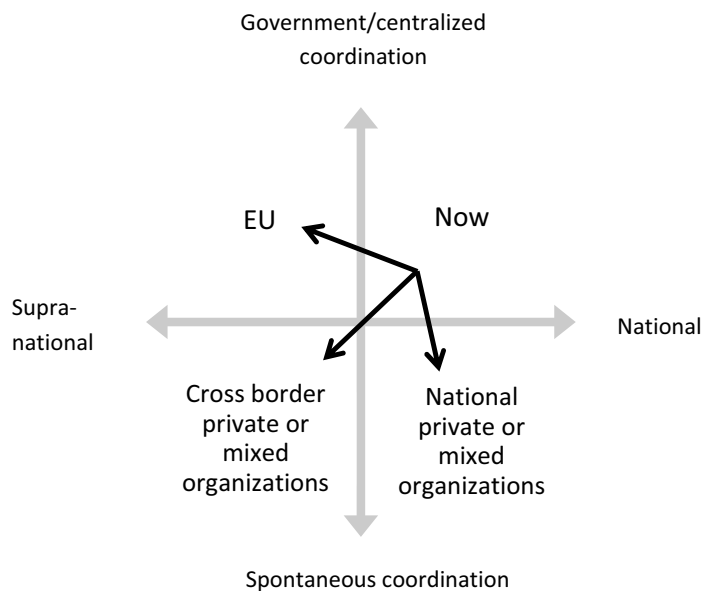 Government/centralized
coordination
EU
Now
Supra-
national
National
Cross border
private or
mixed
organizations
National
private or
mixed
organizations
Spontaneous coordination